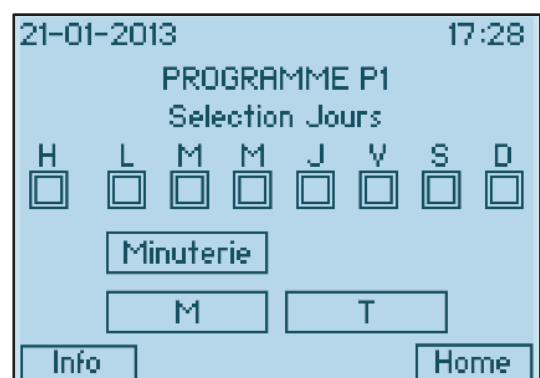 21-01-2013 17:28
PROGRAMME P1
Selection Jours
H L M M J V S D
Minuterie
M T
Info Home